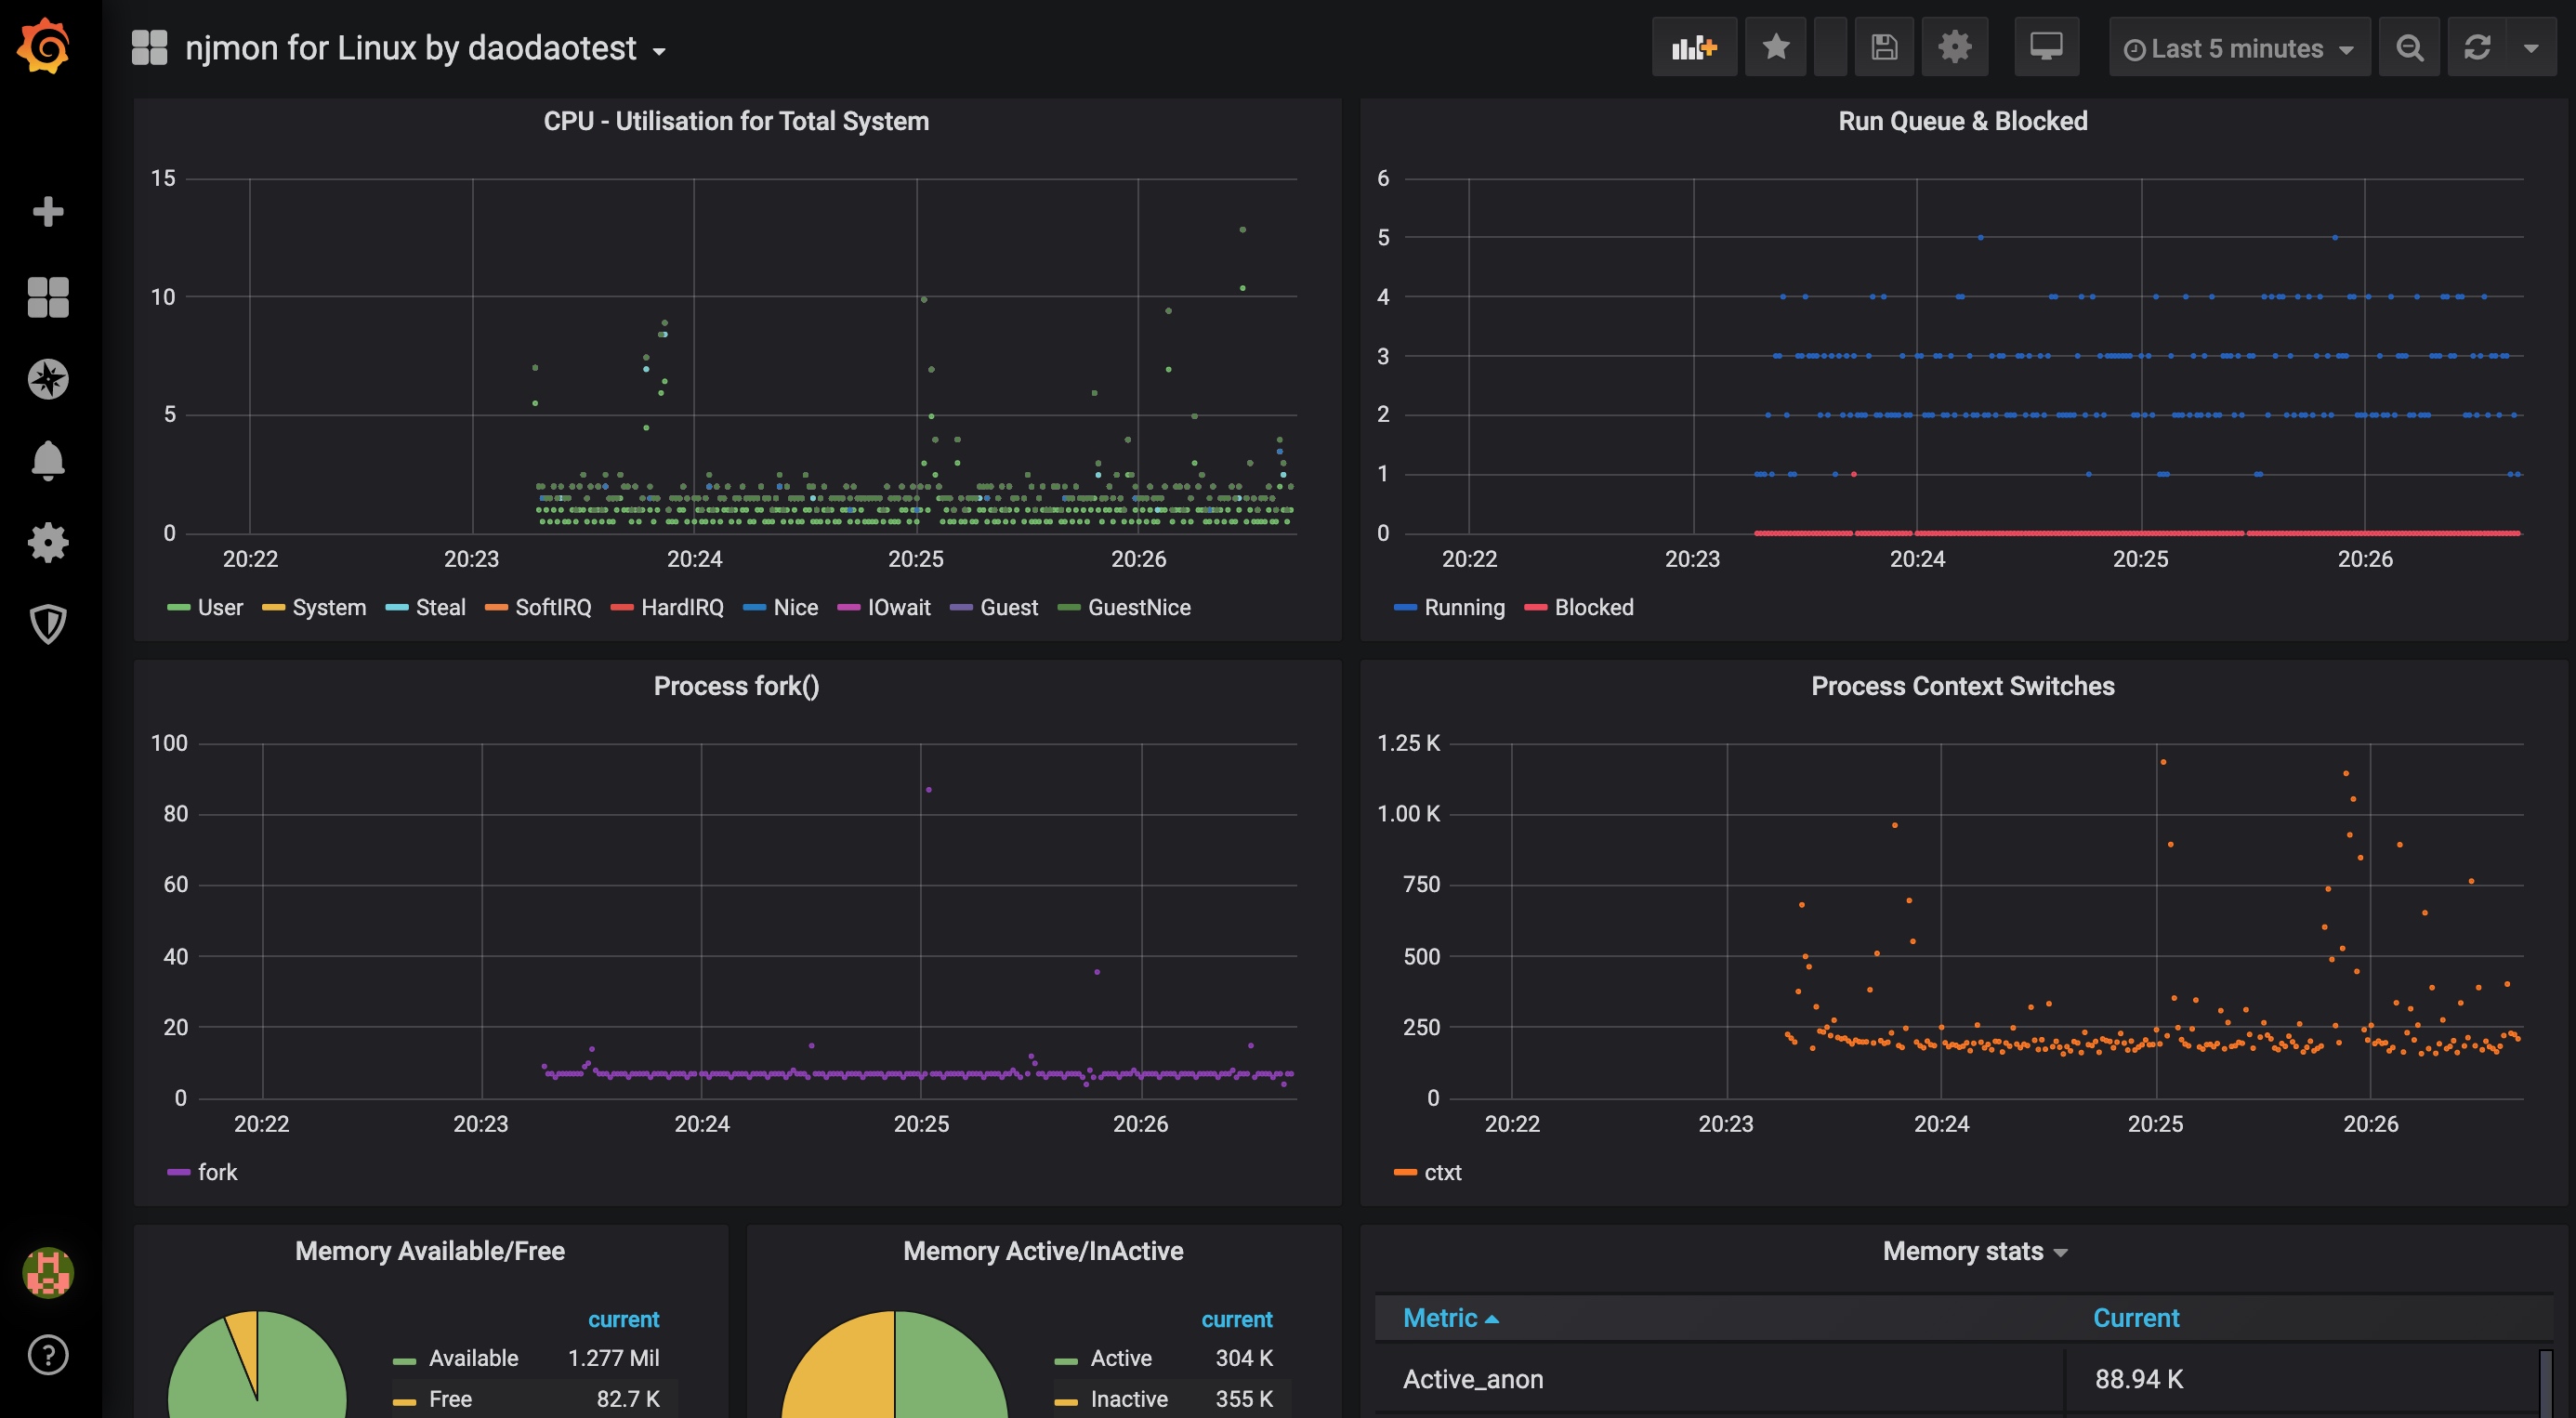 njmon for Linux by daodaotest
Last 5 minutes
CPU - Utilisation for Total System
15
10
5
0
20:22 20:23 20:24 20:25 20:26
User System Steal SoftIRQ HardIRQ Nice IOwait Guest GuestNice
Run Queue & Blocked
6
5
4
3
2
1
0
20:22 20:23 20:24 20:25 20:26
Running Blocked
Process fork()
100
80
60
40
20
0
20:22 20:23 20:24 20:25 20:26
fork
Process Context Switches
1.25 K
1.00 K
750
500
250
0
20:22 20:23 20:24 20:25 20:26
ctxt
Memory Available/Free
current
Available 1.277 Mil
Free 82.7 K
Memory Active/InActive
current
Active 304 K
Inactive 355 K
Memory stats
Metric Current
Active_anon 88.94 K